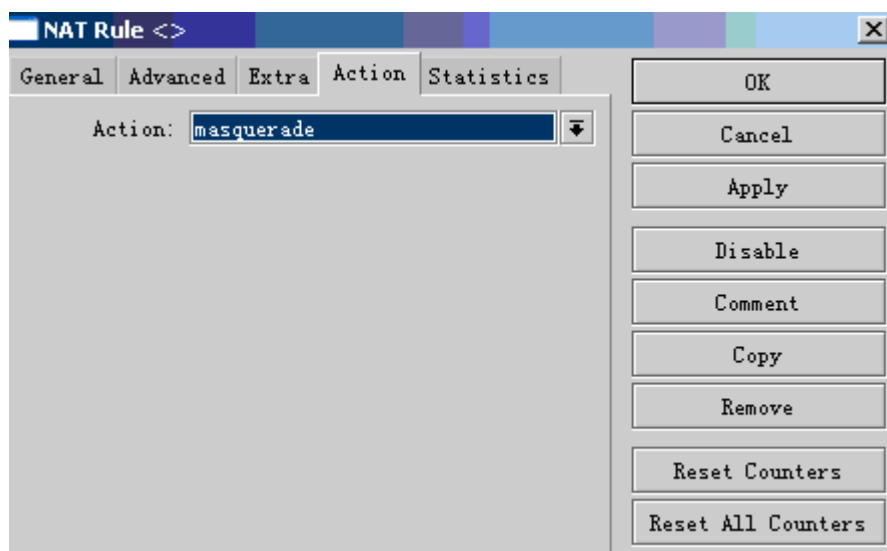 NAT Rule <>
General Advanced Extra Action Statistics
Action: masquerade
OK
Cancel
Apply
Disable
Comment
Copy
Remove
Reset Counters
Reset All Counters